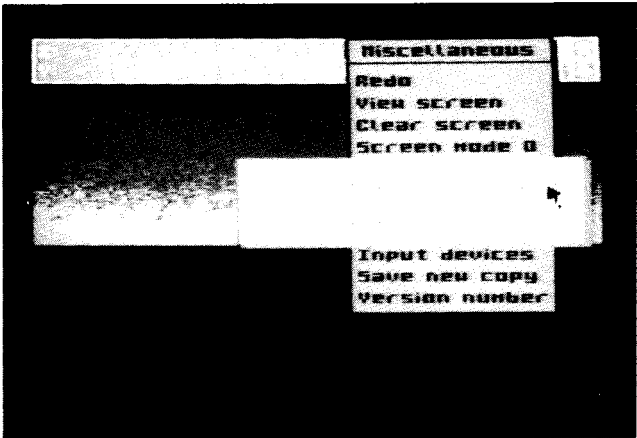 Miscellaneous
Redo
View screen
Clear screen
Screen mode 0
Input devices
Save new copy
Version number